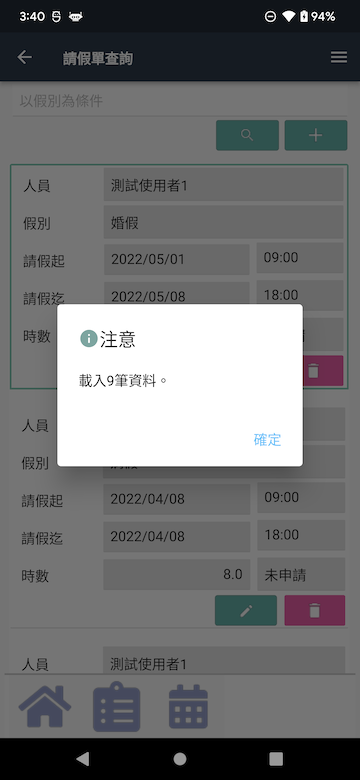 3:40 94%
請假單查詢
以假別為條件
人員 測試使用者1
假別 婚假
請假起 2022/05/01 09:00
請假迄 2022/05/08 18:00
時數
注意
載入9筆資料。
確定
人員
假別
請假起 2022/04/08 09:00
請假迄 2022/04/08 18:00
時數 8.0 未申請
人員 測試使用者1